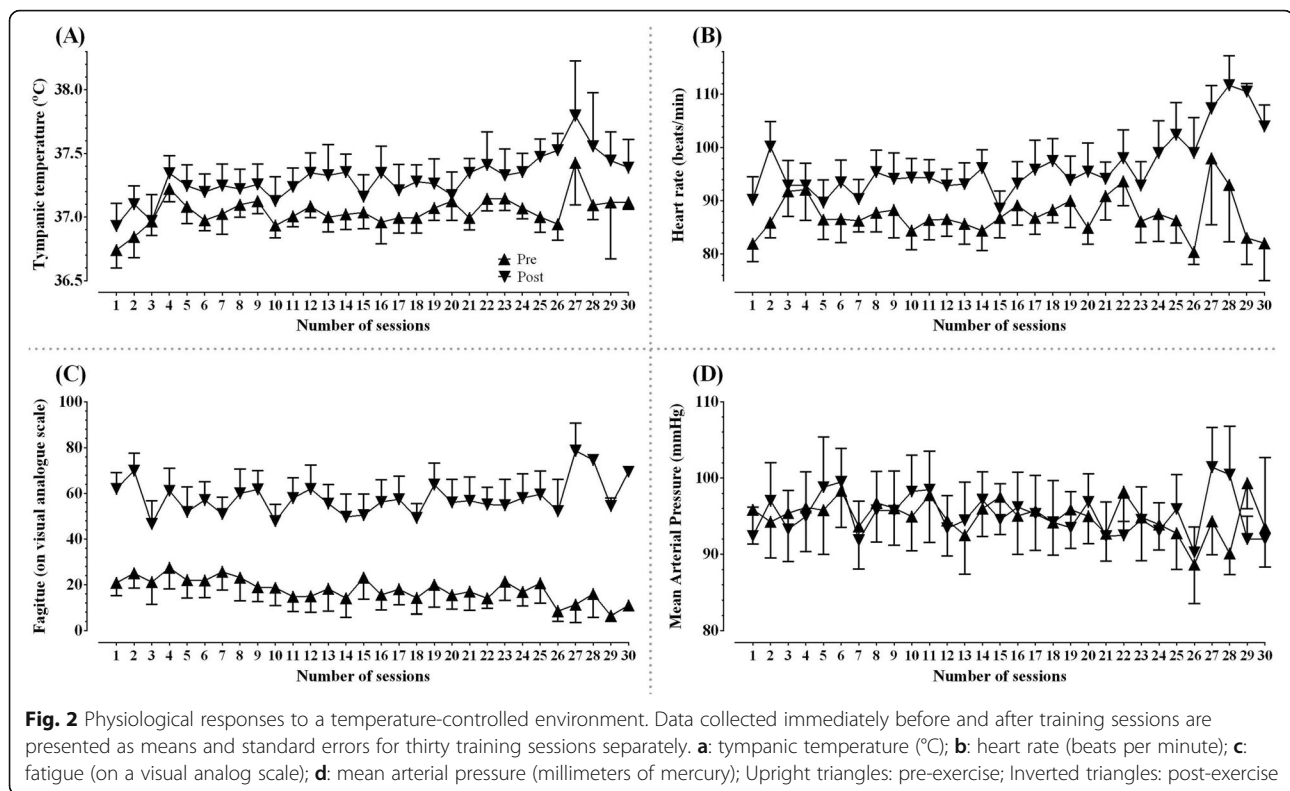 (A)
Tympanic temperature (°C)
38.0
37.5
37.0
36.5
Pre
Post
1 2 3 4 5 6 7 8 9 10 11 12 13 14 15 16 17 18 19 20 21 22 23 24 25 26 27 28 29 30
Number of sessions
(B)
Heart rate (beats/min)
110
100
90
80
1 2 3 4 5 6 7 8 9 10 11 12 13 14 15 16 17 18 19 20 21 22 23 24 25 26 27 28 29 30
Number of sessions
(C)
Fagitue (on visual analogue scale)
100
80
60
40
20
0
1 2 3 4 5 6 7 8 9 10 11 12 13 14 15 16 17 18 19 20 21 22 23 24 25 26 27 28 29 30
Number of sessions
(D)
Mean Arterial Pressure (mmHg)
110
100
90
80
1 2 3 4 5 6 7 8 9 10 11 12 13 14 15 16 17 18 19 20 21 22 23 24 25 26 27 28 29 30
Number of sessions
Fig. 2 Physiological responses to a temperature-controlled environment. Data collected immediately before and after training sessions are
presented as means and standard errors for thirty training sessions separately. a: tympanic temperature (°C); b: heart rate (beats per minute); c:
fatigue (on a visual analog scale); d: mean arterial pressure (millimeters of mercury); Upright triangles: pre-exercise; Inverted triangles: post-exercise